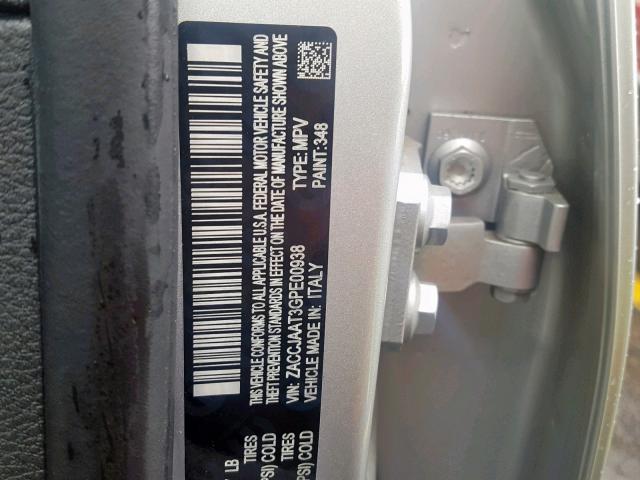 LB
TIRES
(PSI) COLD
TIRES
(PSI) COLD
THIS VEHICLE CONFORMS TO ALL APPLICABLE U.S.A. FEDERAL MOTOR VEHICLE SAFETY AND
THEFT PREVENTION STANDARDS IN EFFECT ON THE DATE OF MANUFACTURE SHOWN ABOVE
VIN: ZACCJAAT3GPE00938 TYPE: MPV
VEHICLE MADE IN: ITALY PAINT: 348